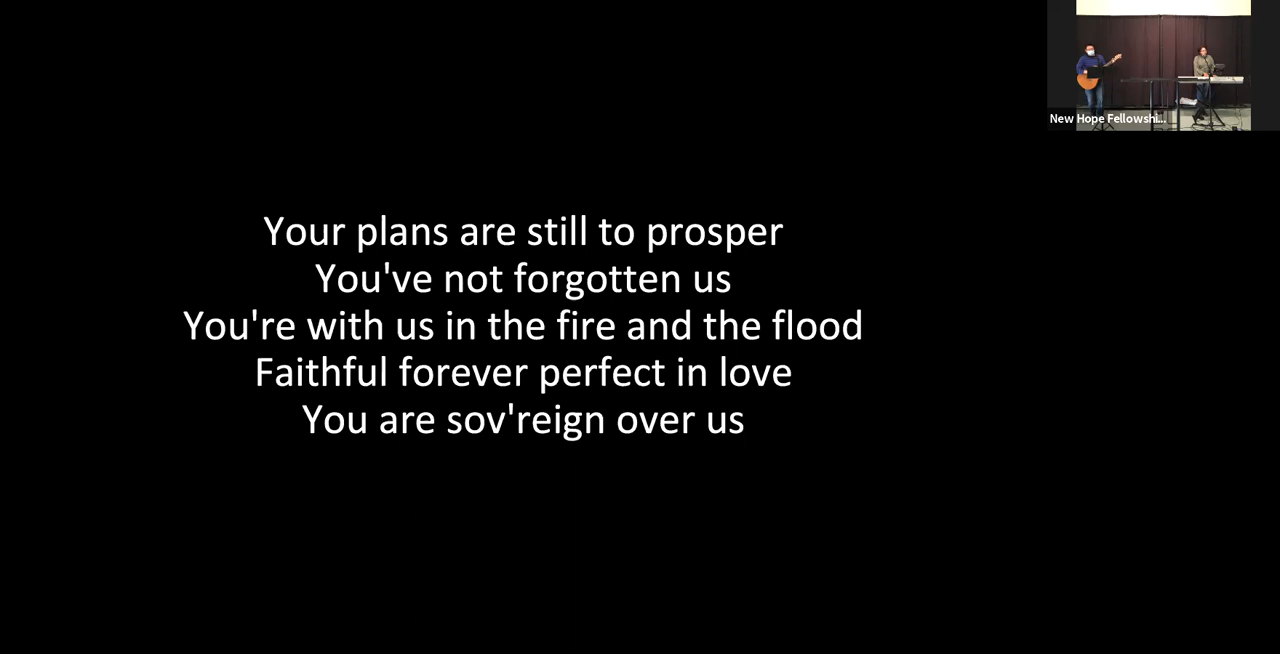 New Hope Fellowshi...
Your plans are still to prosper
You've not forgotten us
You're with us in the fire and the flood
Faithful forever perfect in love
You are sov'reign over us